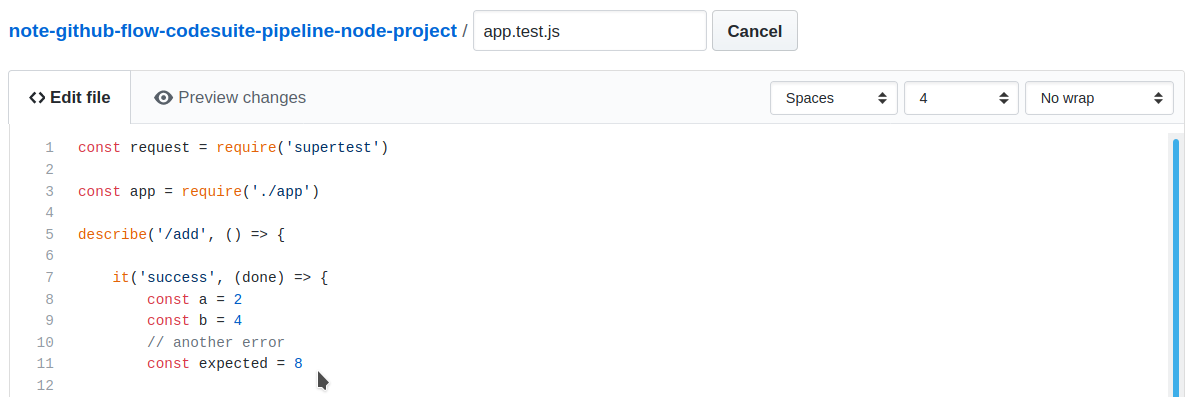 note-github-flow-codesuite-pipeline-node-project / app.test.js Cancel
Edit file Preview changes Spaces 4 No wrap
1 const request = require('supertest')
2
3 const app = require('./app')
4
5 describe('/add', () => {
6
7 it('success', (done) => {
8 const a = 2
9 const b = 4
10 // another error
11 const expected = 8
12